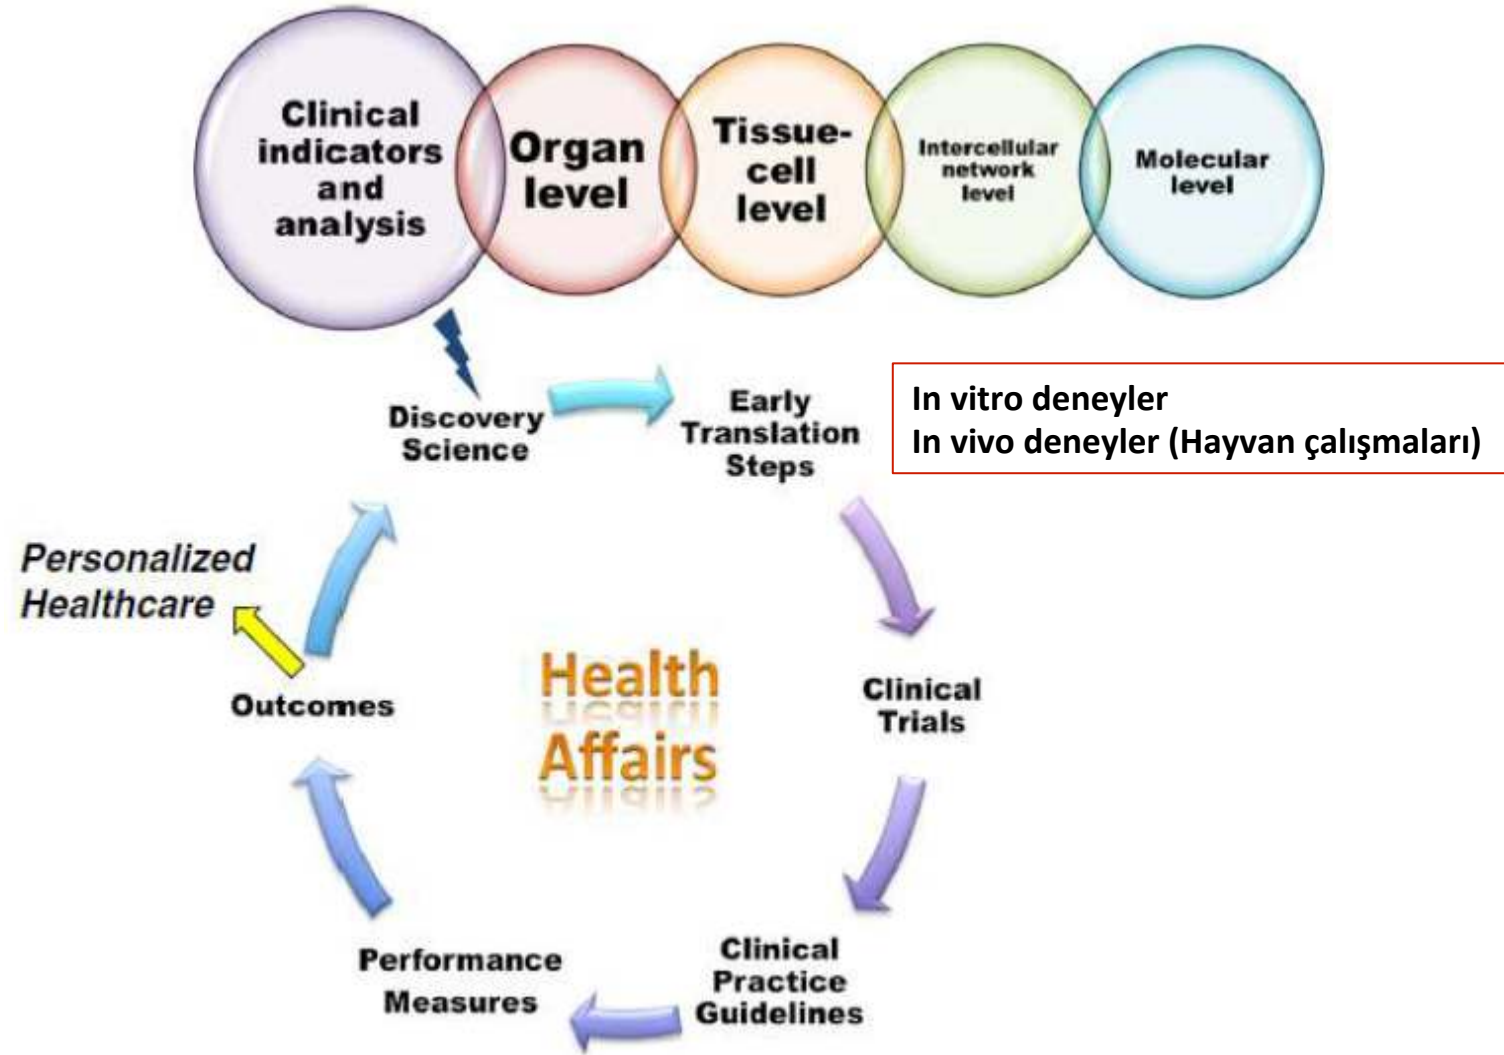 Clinical
indicators
and
analysis
Organ
level
Tissue-
cell
level
Intercellular
network
level
Molecular
level
Discovery
Science
Early
Translation
Steps
In vitro deneyler
In vivo deneyler (Hayvan çalışmaları)
Personalized
Healthcare
Outcomes
Health
Affairs
Clinical
Trials
Performance
Measures
Clinical
Practice
Guidelines